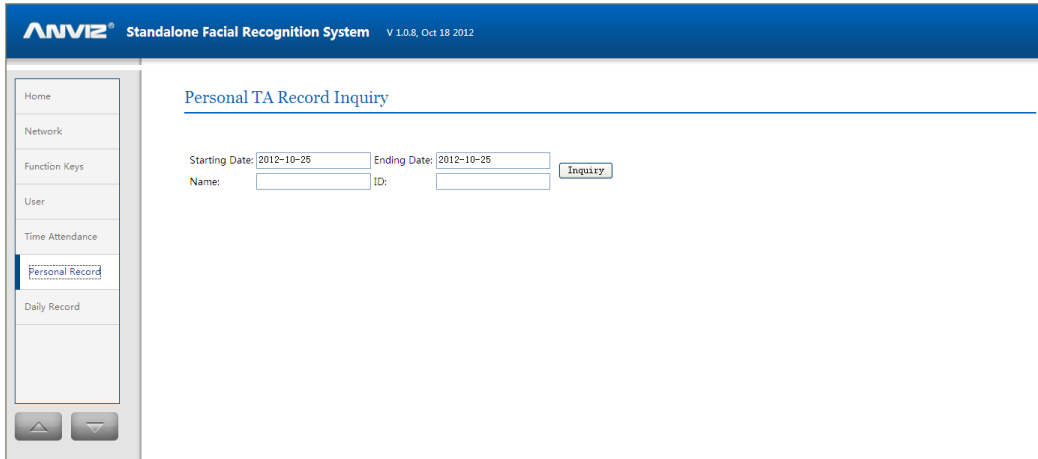 ANVIZ® Standalone Facial Recognition System V 1.0.8, Oct 18 2012
Home
Network
Function Keys
User
Time Attendance
Personal Record
Daily Record
Personal TA Record Inquiry
Starting Date: 2012-10-25 Ending Date: 2012-10-25
Inquiry
Name: ID: